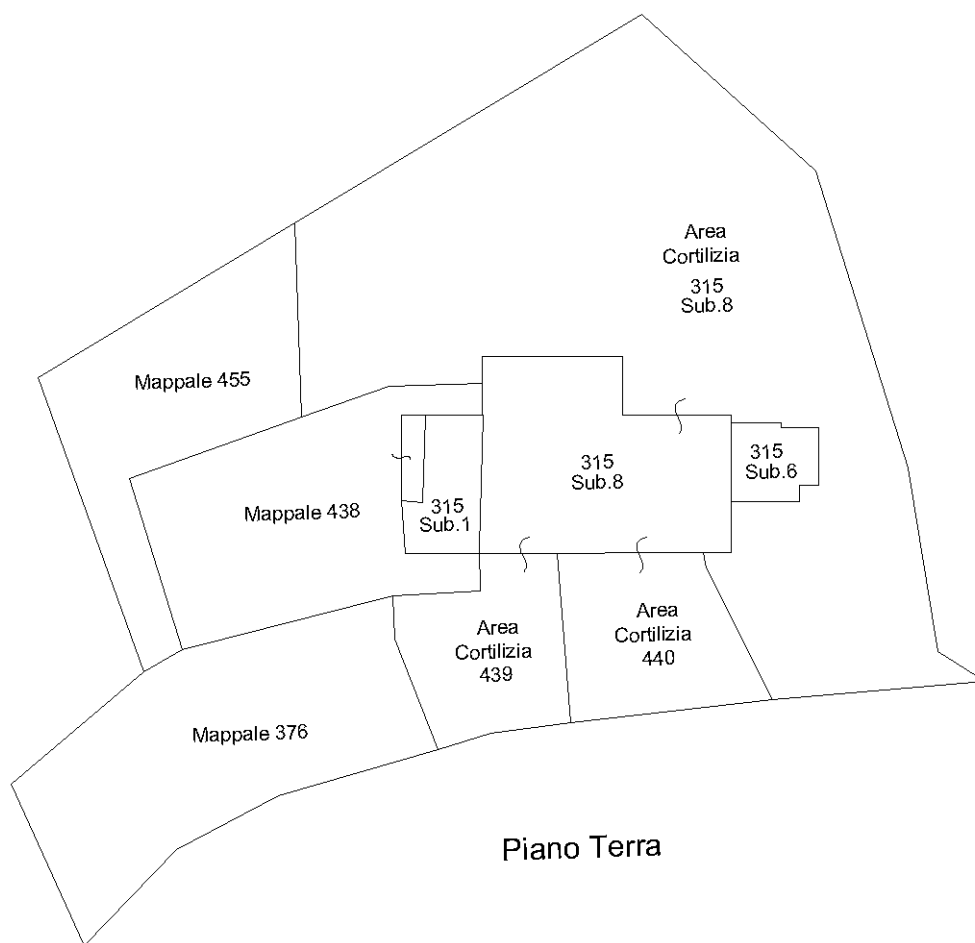 Area
Cortilizia
315
Sub.8
Mappale 455
315
Sub.6
315
Sub.8
Mappale 438
315
Sub.1
Area
Cortilizia
440
Area
Cortilizia
439
Mappale 376
Piano Terra